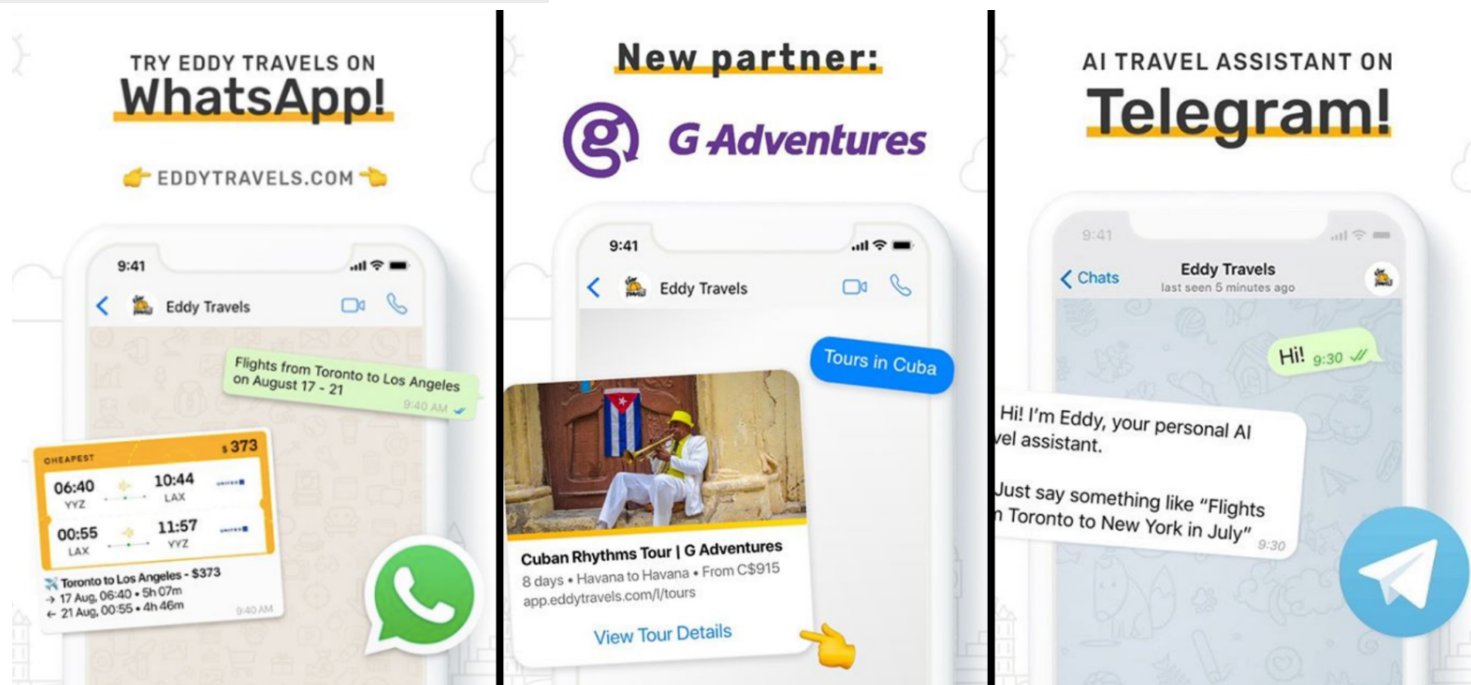 TRY EDDY TRAVELS ON
WhatsApp!
👉 EDDYTRAVELS.COM 👈
9:41
Eddy Travels
Flights from Toronto to Los Angeles
on August 17 - 21
9:40 AM
CHEAPEST
$ 373
06:40
10:44
YYZ
LAX
UNITED
00:55
11:57
LAX
YYZ
UNITED
✈️ Toronto to Los Angeles - $373
→ 17 Aug, 06:40 • 5h 07m
← 21 Aug, 00:55 • 4h 46m
9:40 AM
New partner:
g G Adventures
9:41
Eddy Travels
Tours in Cuba
Cuban Rhythms Tour | G Adventures
8 days • Havana to Havana • From C$915
app.eddytravels.com/l/tours
View Tour Details
AI TRAVEL ASSISTANT ON
Telegram!
9:41
Chats
Eddy Travels
last seen 5 minutes ago
Hi! 9:30
Hi! I'm Eddy, your personal AI
vel assistant.
Just say something like “Flights
m Toronto to New York in July”
9:30